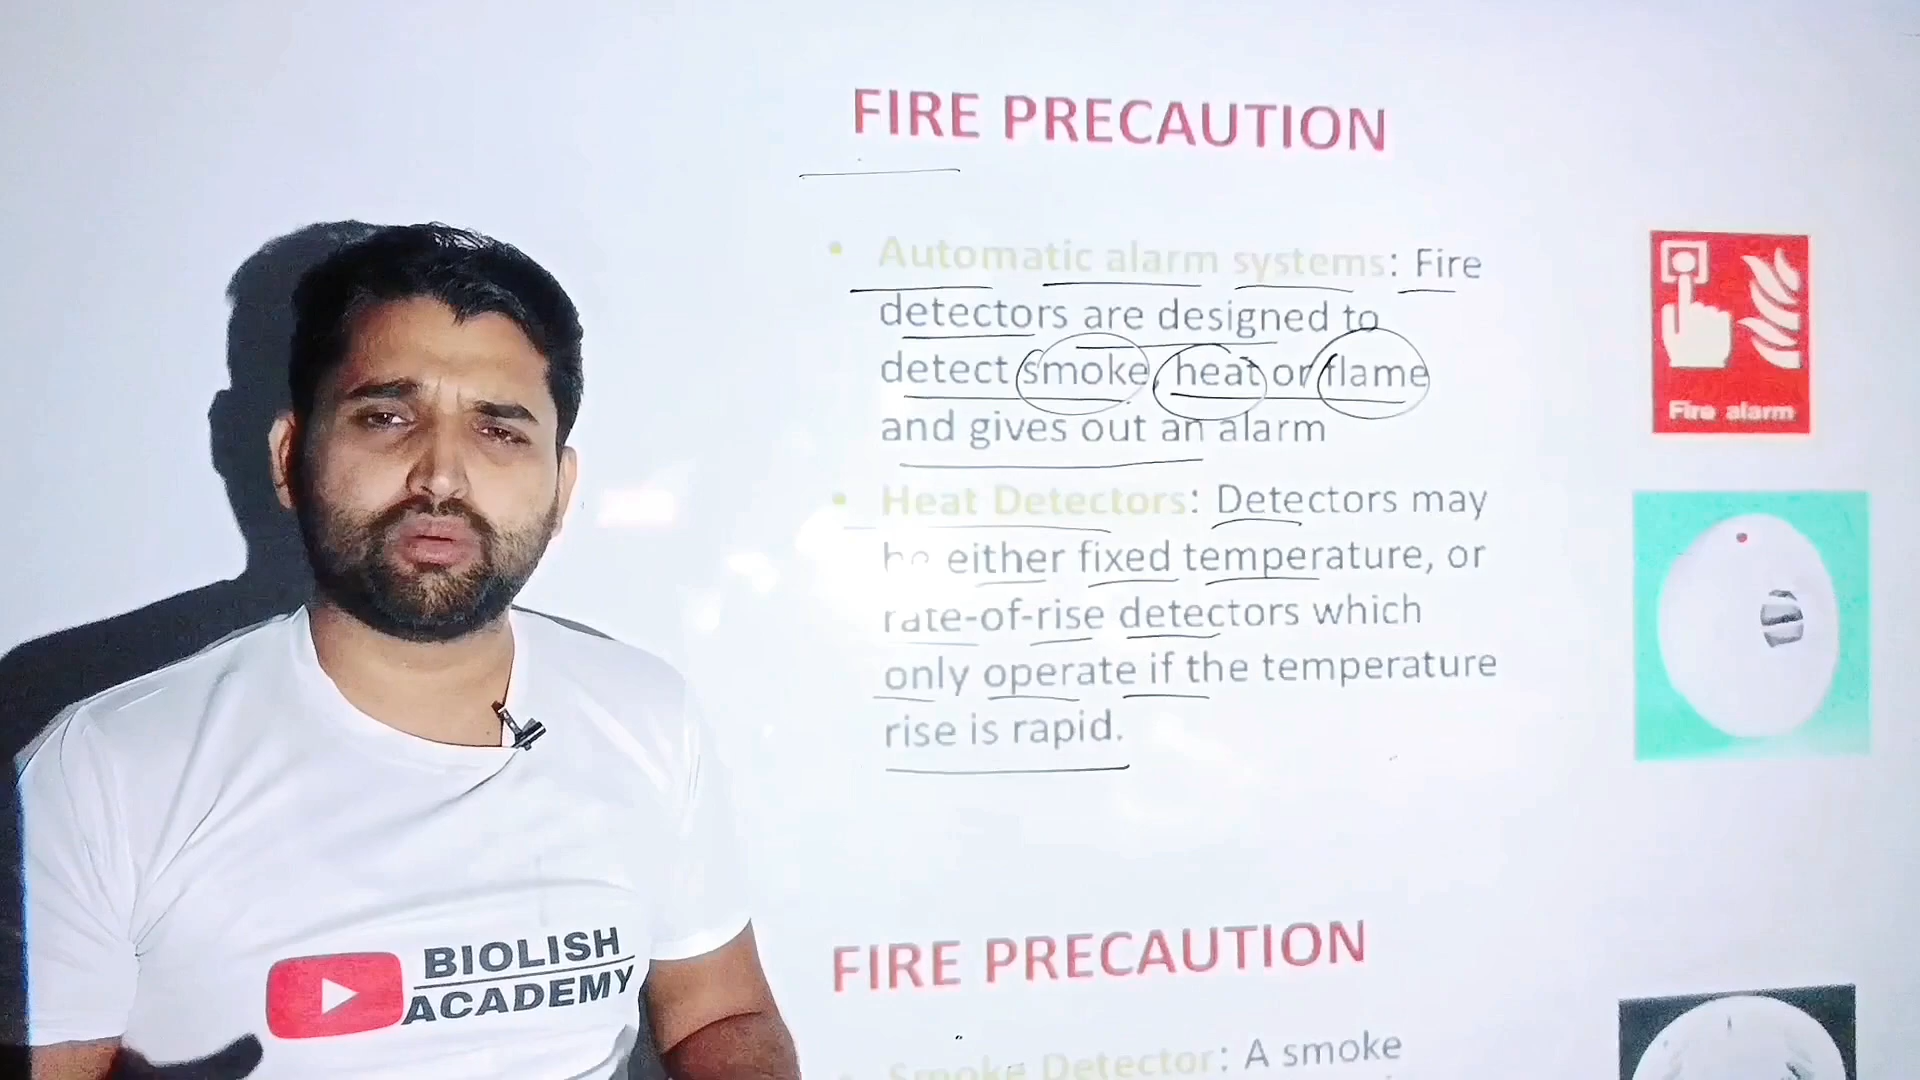 FIRE PRECAUTION
• Automatic alarm systems: Fire
detectors are designed to
detect smoke, heat or flame
and gives out an alarm
• Heat Detectors: Detectors may
be either fixed temperature, or
rate-of-rise detectors which
only operate if the temperature
rise is rapid.
Fire alarm
FIRE PRECAUTION
• Smoke Detector: A smoke
BIOLISH
ACADEMY